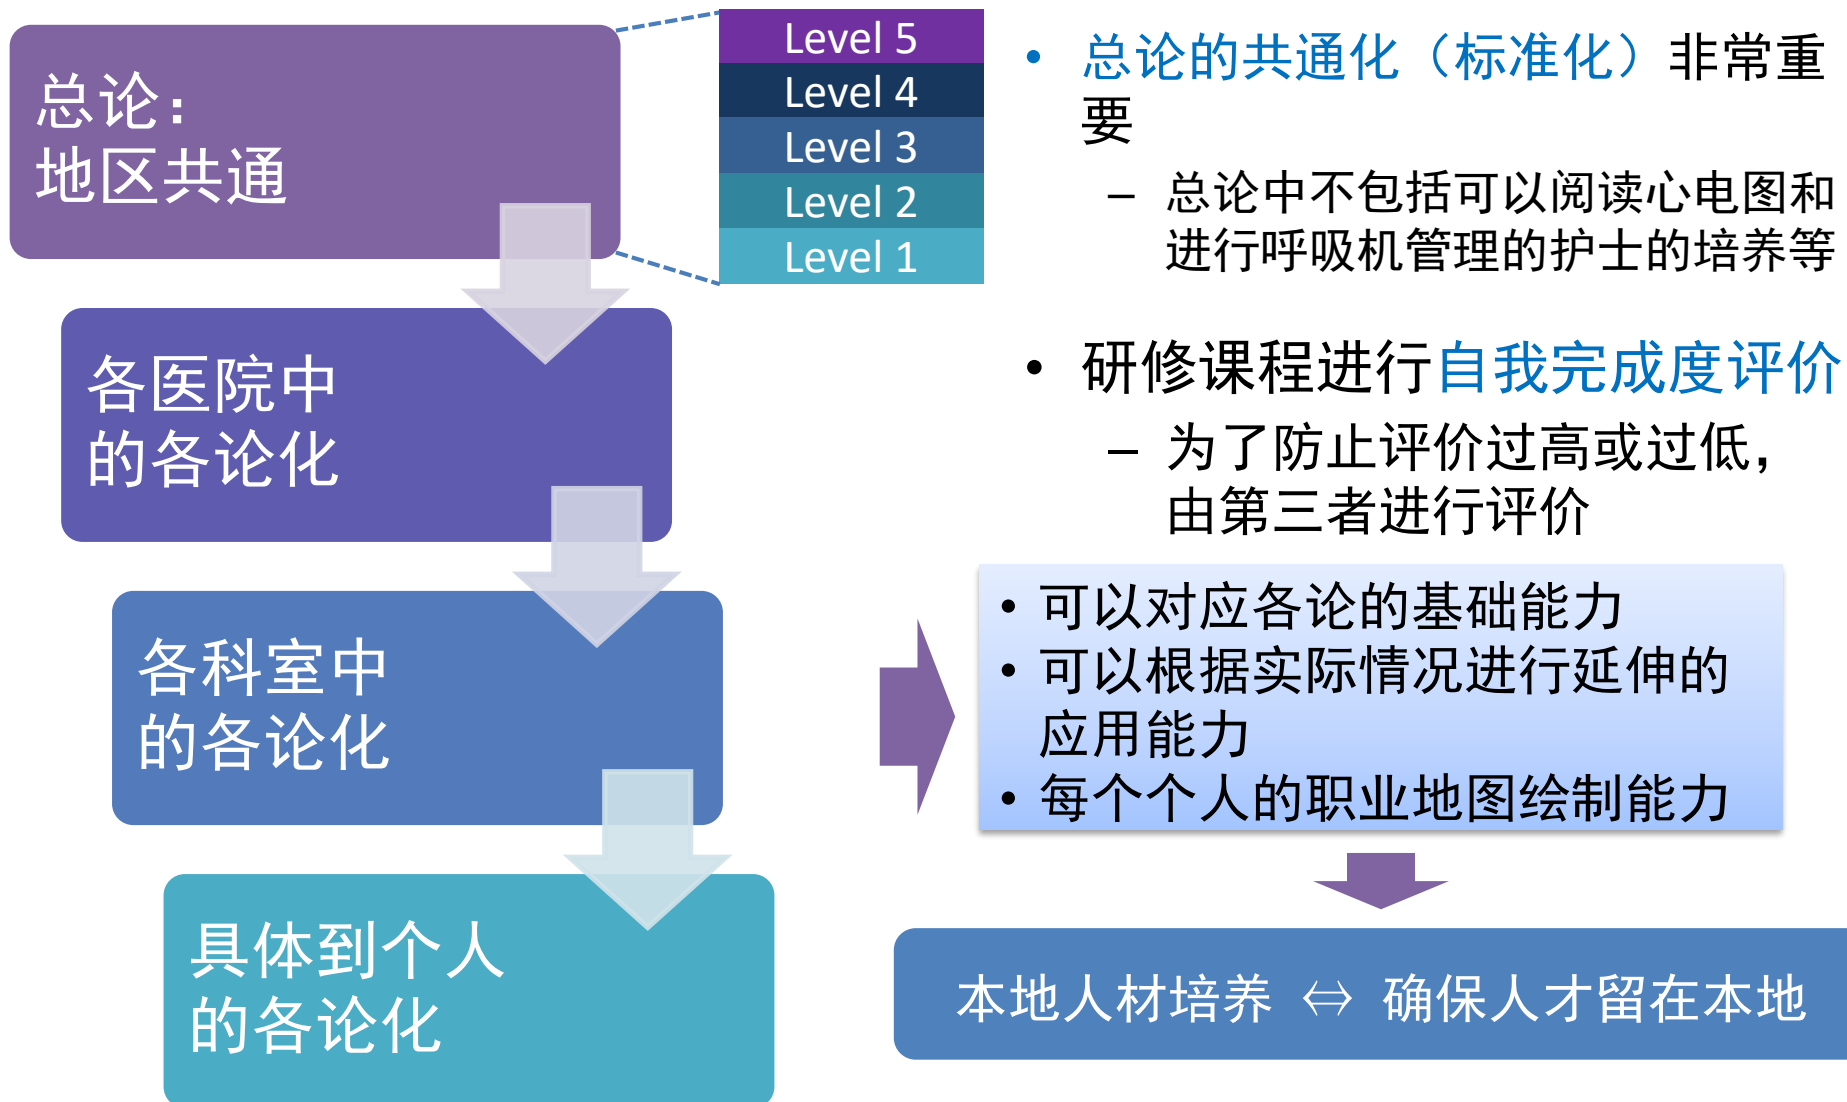 总论：
地区共通
Level 5
Level 4
Level 3
Level 2
Level 1
各医院中
的各论化
各科室中
的各论化
具体到个人
的各论化
• 总论的共通化（标准化）非常重
要
– 总论中不包括可以阅读心电图和
进行呼吸机管理的护士的培养等
• 研修课程进行自我完成度评价
– 为了防止评价过高或过低，
由第三者进行评价
• 可以对应各论的基础能力
• 可以根据实际情况进行延伸的
应用能力
• 每个个人的职业地图绘制能力
本地人材培养 ⇔ 确保人才留在本地